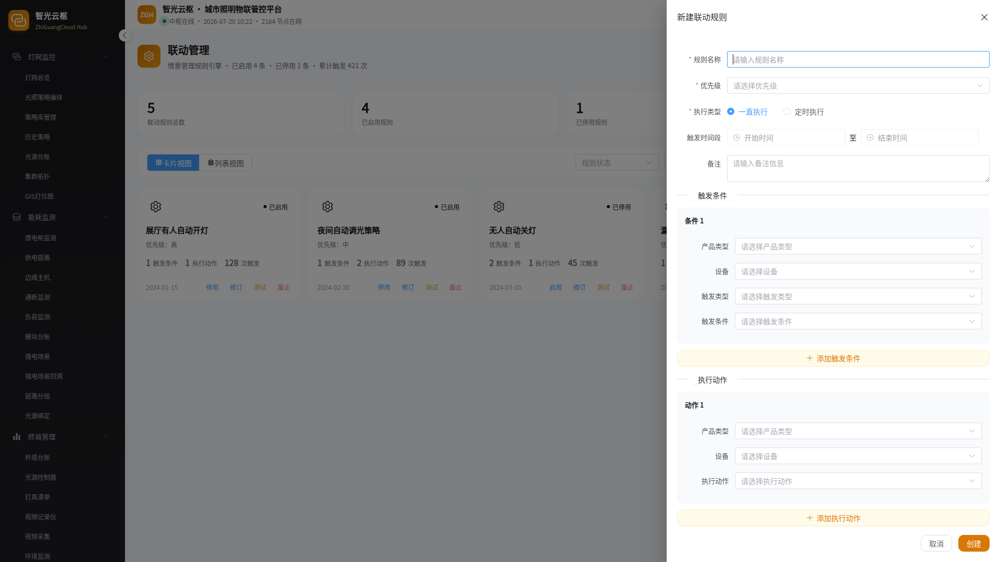 智光云枢
ZhiGuangCloud Hub
灯网监控
灯网总览
光照策略编排
策略库管理
历史策略
光源台账
集群拓扑
GIS灯位图
能耗监测
馈电柜监测
供电链路
边缘主机
通断监测
负荷监测
模块台账
强电场景
强电场景回溯
链路分组
光源绑定
终端管理
杆塔台账
光源控制器
灯具清单
视频记录仪
视频采集
环境监测
ZGH
智光云枢 • 城市照明物联管控平台
中枢在线 • 2026-07-20 10:22 • 2184 节点在网
联动管理
情景管理规则引擎 • 已启用 4 条 • 已停用 1 条 • 累计触发 421 次
5
联动规则总数
4
已启用规则
1
已停用规则
卡片视图
列表视图
规则状态
已启用
展厅有人自动开灯
优先级：高
1 触发条件 1 执行动作 128 次触发
2024-01-15 停用 修订 测试 废止
已启用
夜间自动调光策略
优先级：中
1 触发条件 2 执行动作 89 次触发
2024-02-20 停用 修订 测试 废止
已停用
无人自动关灯
优先级：低
2 触发条件 1 执行动作 45 次触发
2024-03-10 启用 修订 测试 废止
新建联动规则
* 规则名称 请输入规则名称
* 优先级 请选择优先级
* 执行类型 一直执行 定时执行
触发时间段 开始时间 至 结束时间
备注 请输入备注信息
触发条件
条件 1
产品类型 请选择产品类型
设备 请选择设备
触发类型 请选择触发类型
触发条件 请选择触发条件
添加触发条件
执行动作
动作 1
产品类型 请选择产品类型
设备 请选择设备
执行动作 请选择执行动作
添加执行动作
取消 创建